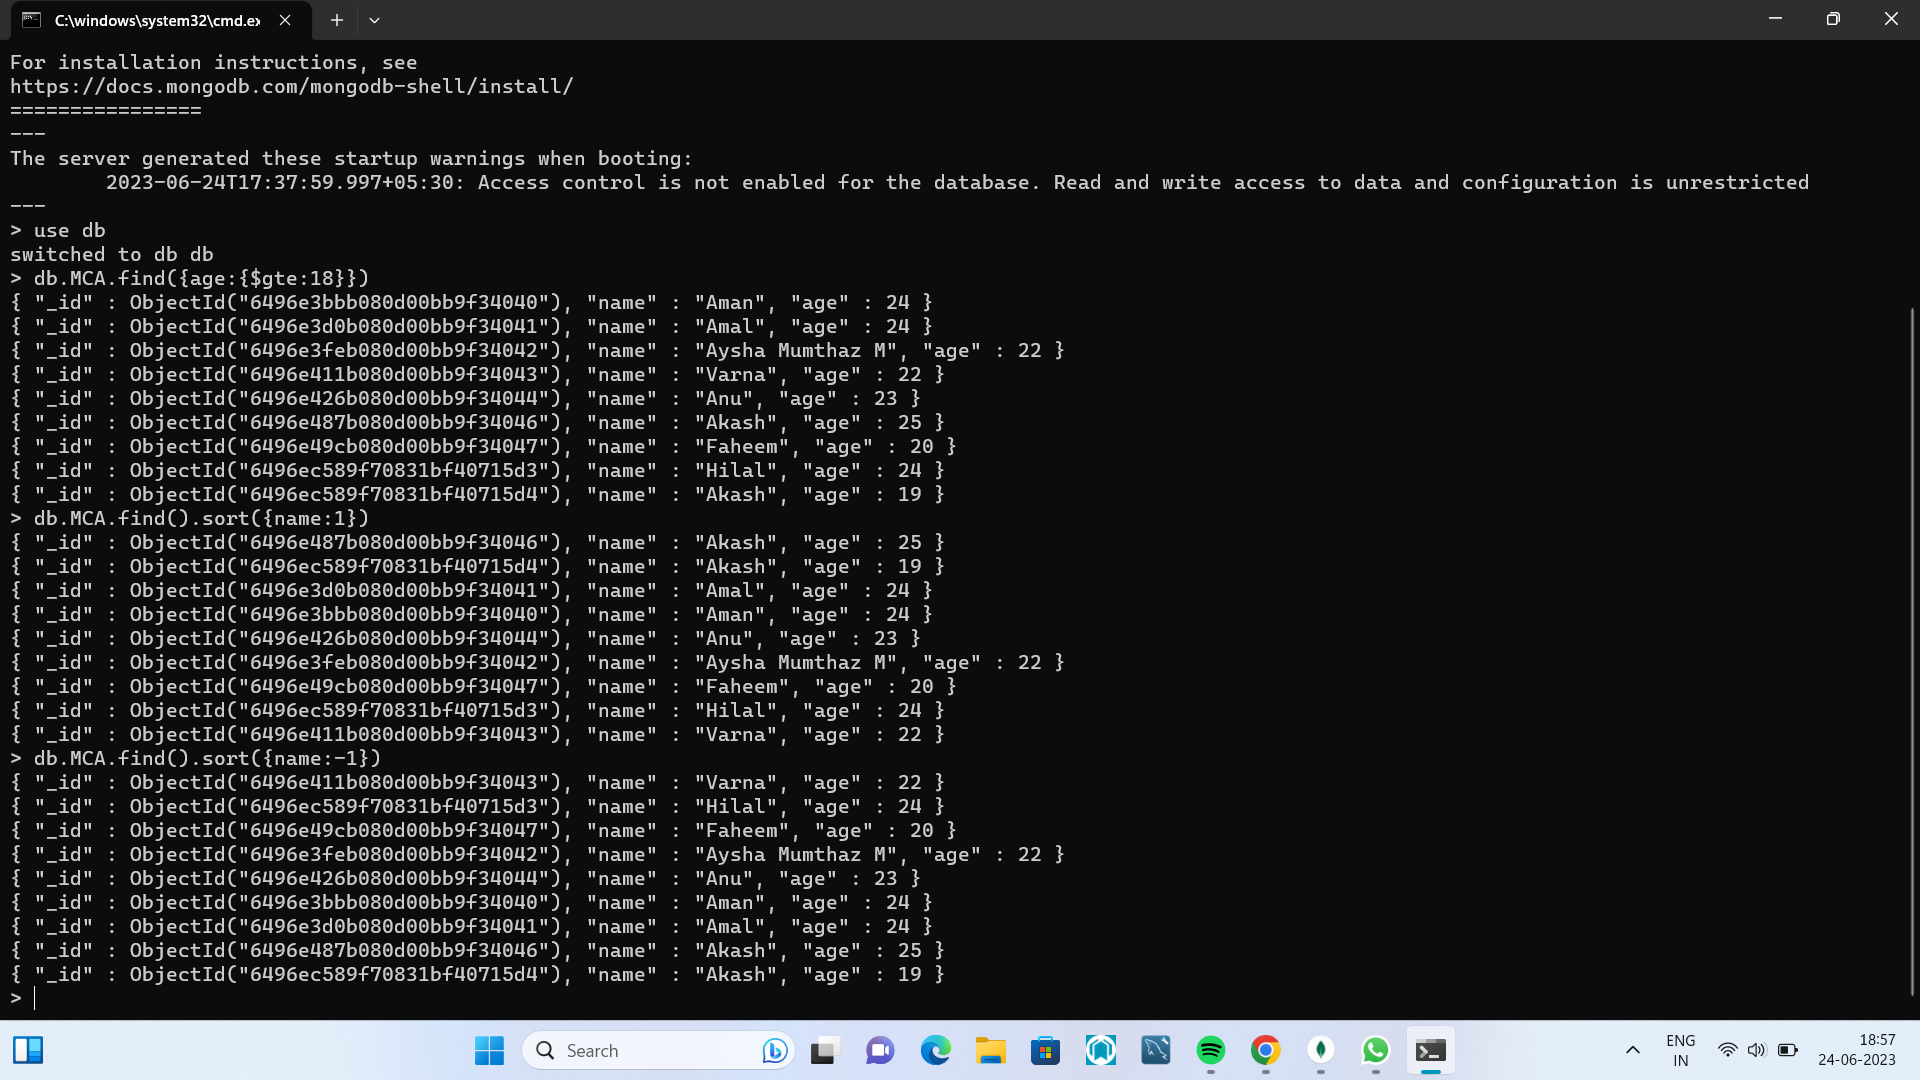 C:\windows\system32\cmd.ex
For installation instructions, see
https://docs.mongodb.com/mongodb-shell/install/
================
---
The server generated these startup warnings when booting:
        2023-06-24T17:37:59.997+05:30: Access control is not enabled for the database. Read and write access to data and configuration is unrestricted
---
> use db
switched to db db
> db.MCA.find({age:{$gte:18}})
{ "_id" : ObjectId("6496e3bbb080d00bb9f34040"), "name" : "Aman", "age" : 24 }
{ "_id" : ObjectId("6496e3d0b080d00bb9f34041"), "name" : "Amal", "age" : 24 }
{ "_id" : ObjectId("6496e3feb080d00bb9f34042"), "name" : "Aysha Mumthaz M", "age" : 22 }
{ "_id" : ObjectId("6496e411b080d00bb9f34043"), "name" : "Varna", "age" : 22 }
{ "_id" : ObjectId("6496e426b080d00bb9f34044"), "name" : "Anu", "age" : 23 }
{ "_id" : ObjectId("6496e487b080d00bb9f34046"), "name" : "Akash", "age" : 25 }
{ "_id" : ObjectId("6496e49cb080d00bb9f34047"), "name" : "Faheem", "age" : 20 }
{ "_id" : ObjectId("6496ec589f70831bf40715d3"), "name" : "Hilal", "age" : 24 }
{ "_id" : ObjectId("6496ec589f70831bf40715d4"), "name" : "Akash", "age" : 19 }
> db.MCA.find().sort({name:1})
{ "_id" : ObjectId("6496e487b080d00bb9f34046"), "name" : "Akash", "age" : 25 }
{ "_id" : ObjectId("6496ec589f70831bf40715d4"), "name" : "Akash", "age" : 19 }
{ "_id" : ObjectId("6496e3d0b080d00bb9f34041"), "name" : "Amal", "age" : 24 }
{ "_id" : ObjectId("6496e3bbb080d00bb9f34040"), "name" : "Aman", "age" : 24 }
{ "_id" : ObjectId("6496e426b080d00bb9f34044"), "name" : "Anu", "age" : 23 }
{ "_id" : ObjectId("6496e3feb080d00bb9f34042"), "name" : "Aysha Mumthaz M", "age" : 22 }
{ "_id" : ObjectId("6496e49cb080d00bb9f34047"), "name" : "Faheem", "age" : 20 }
{ "_id" : ObjectId("6496ec589f70831bf40715d3"), "name" : "Hilal", "age" : 24 }
{ "_id" : ObjectId("6496e411b080d00bb9f34043"), "name" : "Varna", "age" : 22 }
> db.MCA.find().sort({name:-1})
{ "_id" : ObjectId("6496e411b080d00bb9f34043"), "name" : "Varna", "age" : 22 }
{ "_id" : ObjectId("6496ec589f70831bf40715d3"), "name" : "Hilal", "age" : 24 }
{ "_id" : ObjectId("6496e49cb080d00bb9f34047"), "name" : "Faheem", "age" : 20 }
{ "_id" : ObjectId("6496e3feb080d00bb9f34042"), "name" : "Aysha Mumthaz M", "age" : 22 }
{ "_id" : ObjectId("6496e426b080d00bb9f34044"), "name" : "Anu", "age" : 23 }
{ "_id" : ObjectId("6496e3bbb080d00bb9f34040"), "name" : "Aman", "age" : 24 }
{ "_id" : ObjectId("6496e3d0b080d00bb9f34041"), "name" : "Amal", "age" : 24 }
{ "_id" : ObjectId("6496e487b080d00bb9f34046"), "name" : "Akash", "age" : 25 }
{ "_id" : ObjectId("6496ec589f70831bf40715d4"), "name" : "Akash", "age" : 19 }
>
Search
ENG
IN
18:57
24-06-2023